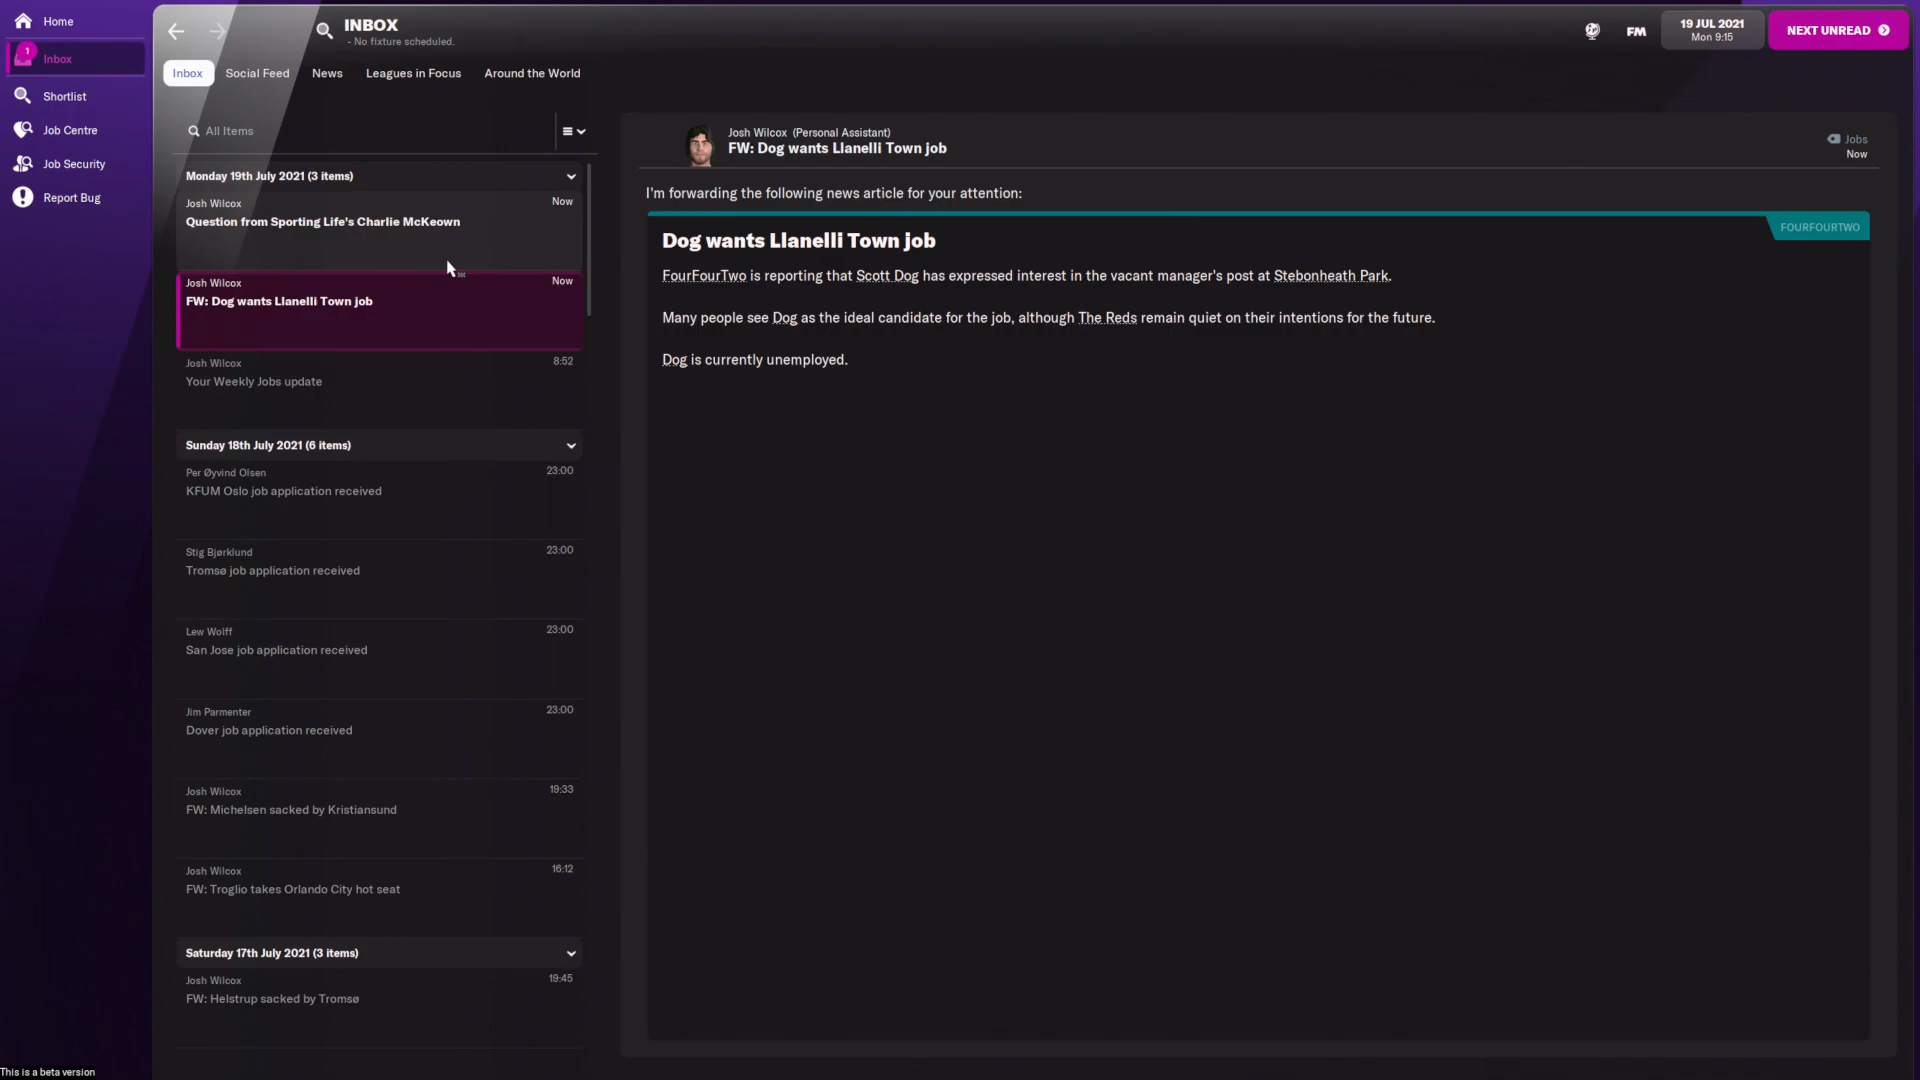 Home
1
Inbox
Shortlist
Job Centre
Job Security
Report Bug
INBOX
- No fixture scheduled.
FM
19 JUL 2021
Mon 9:15
NEXT UNREAD
Inbox
Social Feed
News
Leagues in Focus
Around the World
All Items
Monday 19th July 2021 (3 items)
Josh Wilcox
Now
Question from Sporting Life's Charlie McKeown
Josh Wilcox
Now
FW: Dog wants Llanelli Town job
Josh Wilcox
8:52
Your Weekly Jobs update
Sunday 18th July 2021 (6 items)
Per Øyvind Olsen
23:00
KFUM Oslo job application received
Stig Bjørklund
23:00
Tromsø job application received
Lew Wolff
23:00
San Jose job application received
Jim Parmenter
23:00
Dover job application received
Josh Wilcox
19:33
FW: Michelsen sacked by Kristiansund
Josh Wilcox
16:12
FW: Troglio takes Orlando City hot seat
Saturday 17th July 2021 (3 items)
Josh Wilcox
19:45
FW: Helstrup sacked by Tromsø
Josh Wilcox (Personal Assistant)
FW: Dog wants Llanelli Town job
Jobs
Now
I'm forwarding the following news article for your attention:
FOURFOURTWO
Dog wants Llanelli Town job
FourFourTwo is reporting that Scott Dog has expressed interest in the vacant manager's post at Stebonheath Park.
Many people see Dog as the ideal candidate for the job, although The Reds remain quiet on their intentions for the future.
Dog is currently unemployed.
This is a beta version